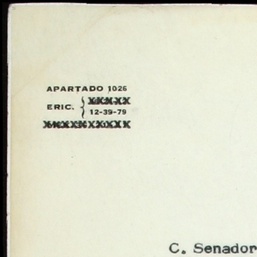 APARTADO 1026
ERIC. { 12-39-79
C. Senador